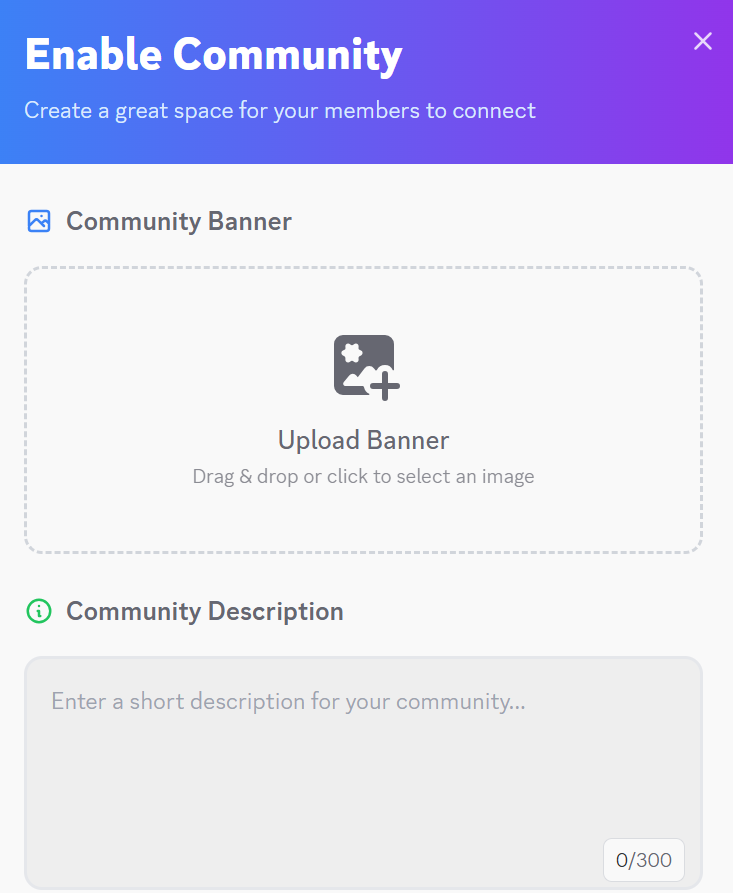 Enable Community
Create a great space for your members to connect
Community Banner
Upload Banner
Drag & drop or click to select an image
Community Description
Enter a short description for your community...
0/300